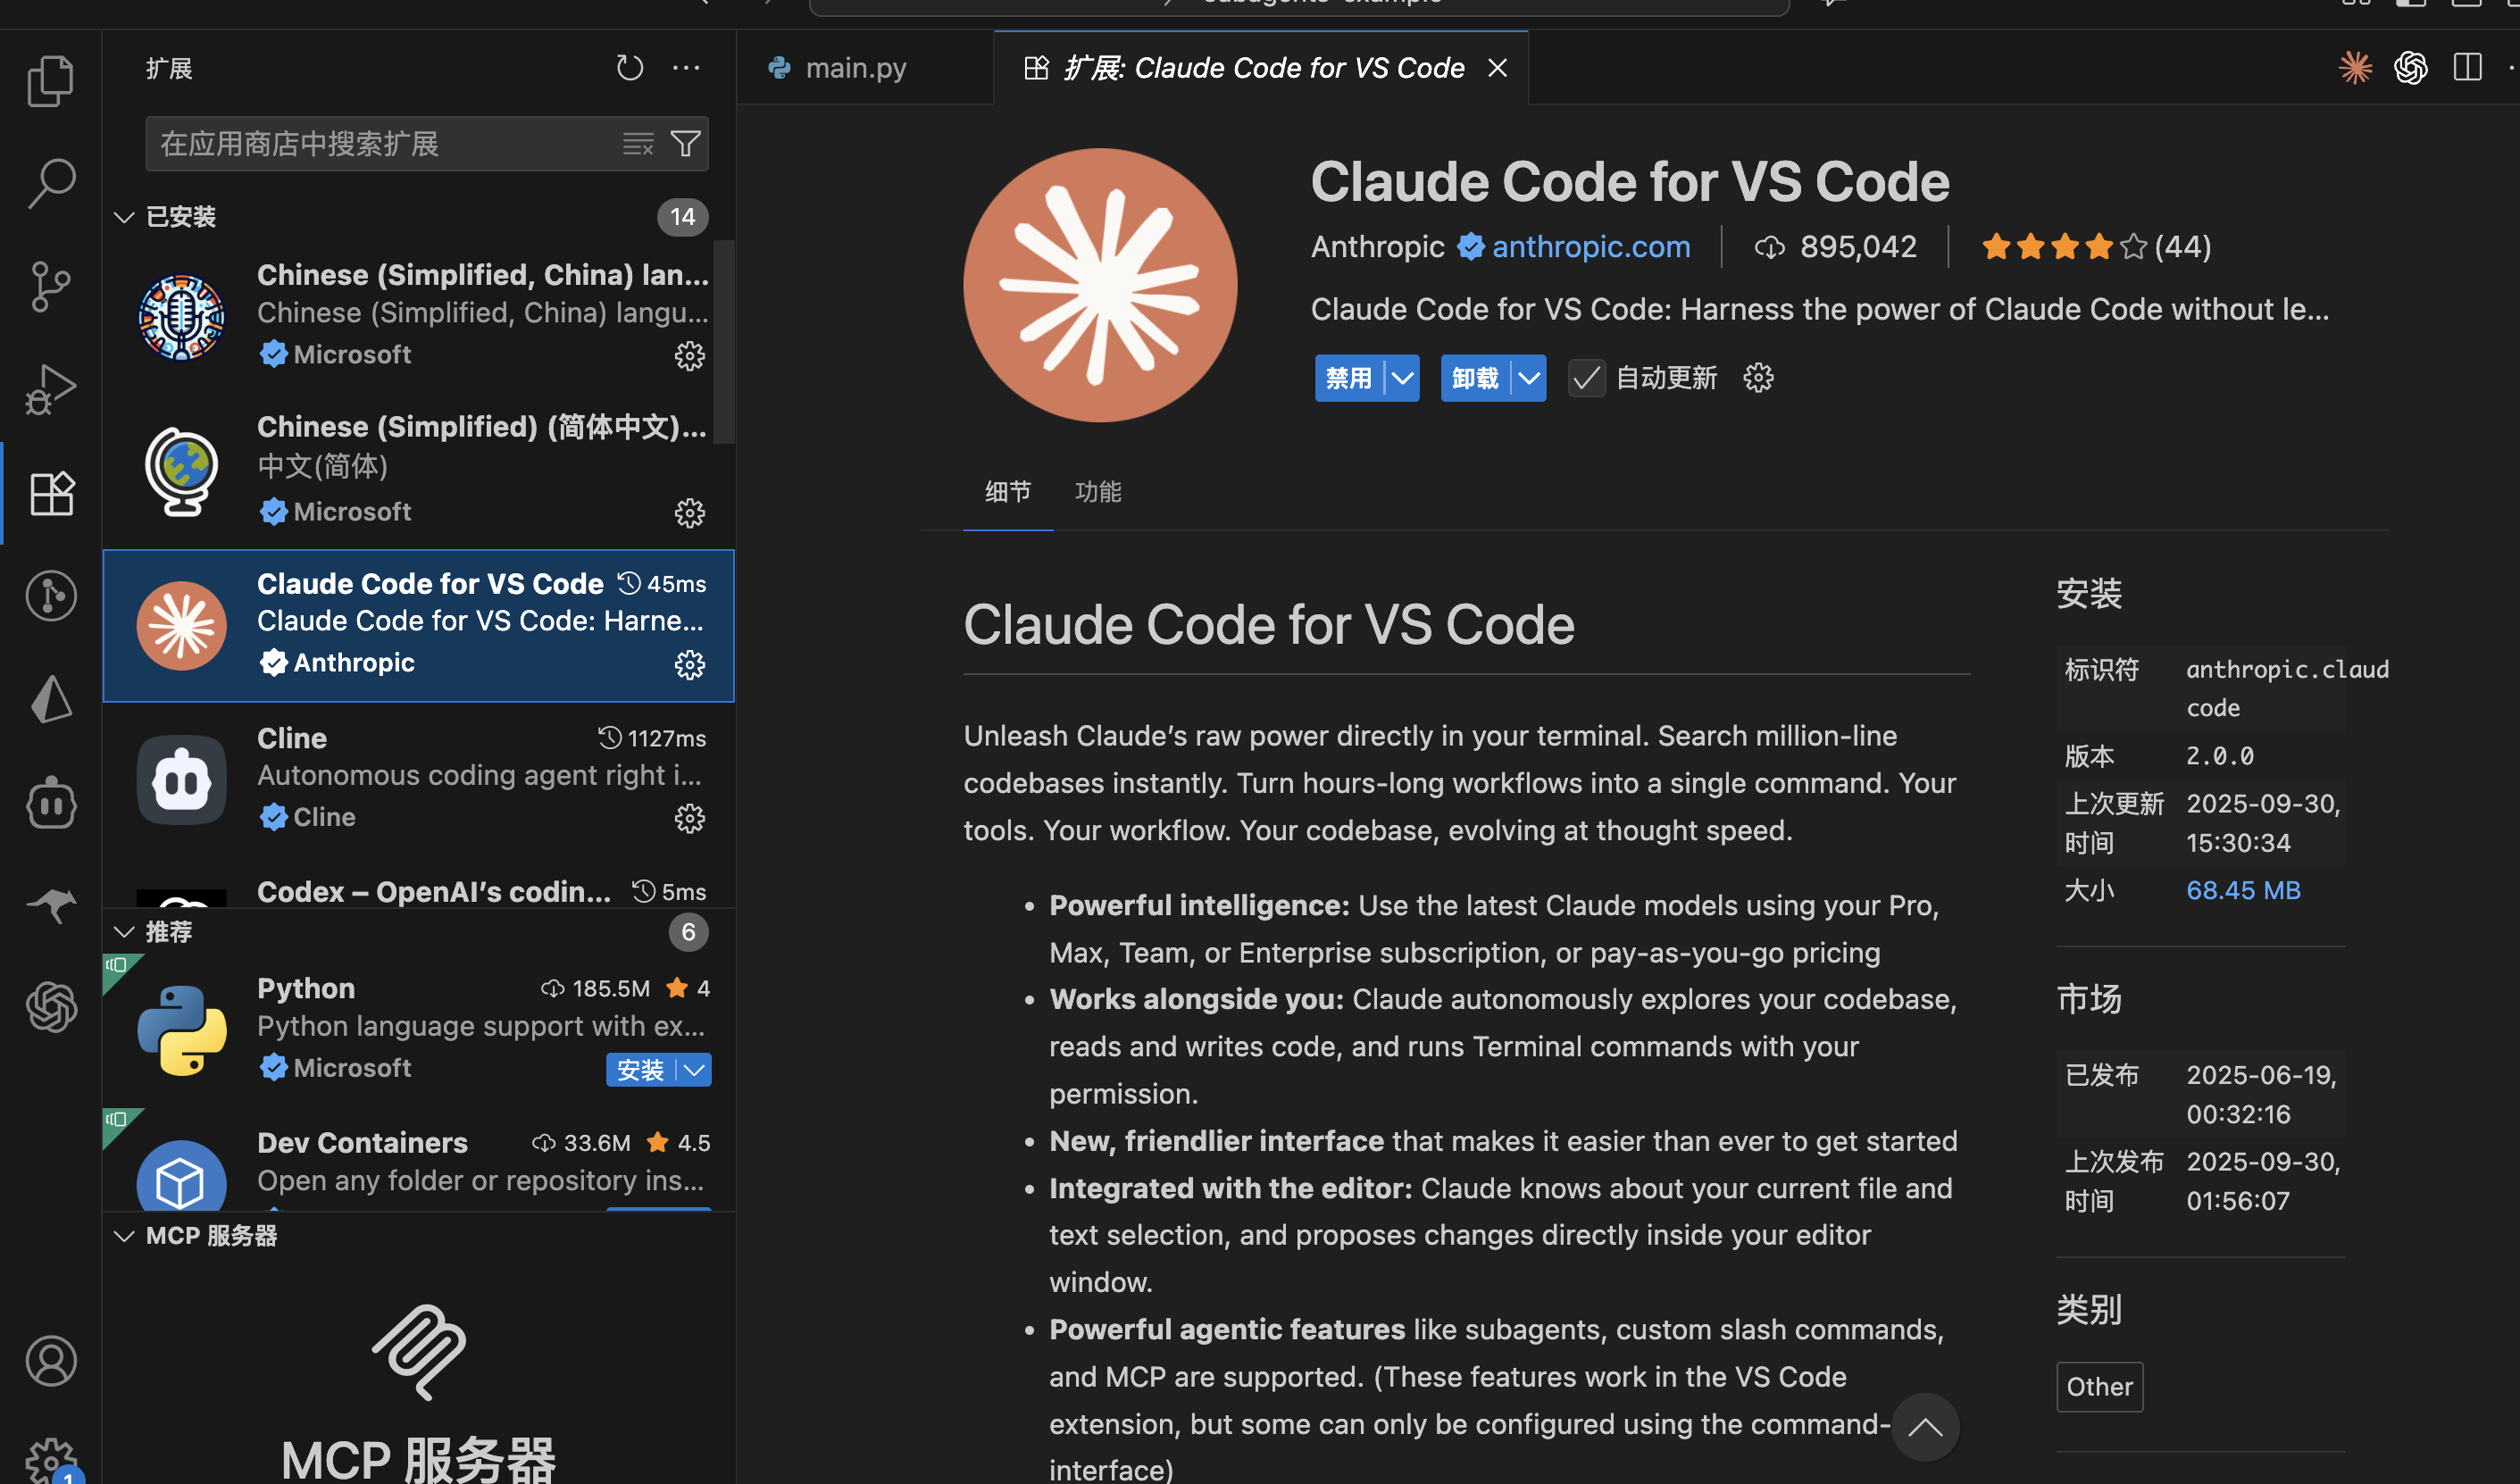 扩展
在应用商店中搜索扩展
已安装
14
Chinese (Simplified, China) lan...
Chinese (Simplified, China) langu...
Microsoft
Chinese (Simplified) (简体中文)...
中文(简体)
Microsoft
Claude Code for VS Code 45ms
Claude Code for VS Code: Harne...
Anthropic
Cline 1127ms
Autonomous coding agent right i...
Cline
Codex – OpenAI's codin... 5ms
推荐
6
Python 185.5M 4
Python language support with ex...
Microsoft
安装
Dev Containers 33.6M 4.5
Open any folder or repository ins...
MCP 服务器
MCP 服务器
1
main.py
扩展: Claude Code for VS Code
Claude Code for VS Code
Anthropic anthropic.com 895,042 (44)
Claude Code for VS Code: Harness the power of Claude Code without le...
禁用 卸载 自动更新
细节 功能
Claude Code for VS Code
Unleash Claude’s raw power directly in your terminal. Search million-line
codebases instantly. Turn hours-long workflows into a single command. Your
tools. Your workflow. Your codebase, evolving at thought speed.
• Powerful intelligence: Use the latest Claude models using your Pro,
Max, Team, or Enterprise subscription, or pay-as-you-go pricing
• Works alongside you: Claude autonomously explores your codebase,
reads and writes code, and runs Terminal commands with your
permission.
• New, friendlier interface that makes it easier than ever to get started
• Integrated with the editor: Claude knows about your current file and
text selection, and proposes changes directly inside your editor
window.
• Powerful agentic features like subagents, custom slash commands,
and MCP are supported. (These features work in the VS Code
extension, but some can only be configured using the command-
interface)
安装
标识符 anthropic.claud
code
版本 2.0.0
上次更新 2025-09-30,
时间 15:30:34
大小 68.45 MB
市场
已发布 2025-06-19,
00:32:16
上次发布 2025-09-30,
时间 01:56:07
类别
Other